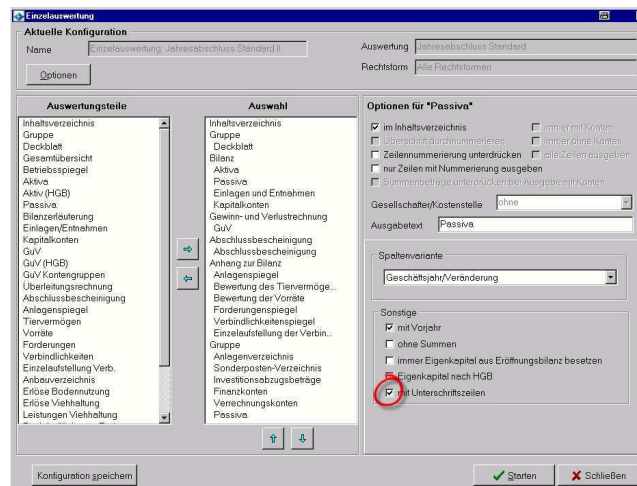 Einzelauswertung
Aktuelle Konfiguration
Name Einzelauswertung Jahresabschluss Standard II
Auswertung Jahresabschluss Standard
Optionen
Rechtsform Alle Rechtsformen
Auswertungsteile
Inhaltsverzeichnis
Gruppe
Deckblatt
Gesamtübersicht
Betriebsspiegel
Aktiva
Aktiv (HGB)
Passiva
Bilanzerläuterung
Einlagen/Entnahmen
Kapitalkonten
GuV
GuV (HGB)
GuV Kontengruppen
Überleitungsrechnung
Abschlussbescheinigung
Anlagenspiegel
Tiervermögen
Vorräte
Forderungen
Verbindlichkeiten
Einzelaufstellung Verb.
Anbauverzeichnis
Erlöse Bodennutzung
Erlöse Viehhaltung
Leistungen Viehhaltung
Auswahl
Inhaltsverzeichnis
Gruppe
Deckblatt
Bilanz
Aktiva
Passiva
Einlagen und Entnahmen
Kapitalkonten
Gewinn- und Verlustrechnung
GuV
Abschlussbescheinigung
Abschlussbescheinigung
Anhang zur Bilanz
Anlagenspiegel
Bewertung des Tiervermöge...
Bewertung der Vorräte
Forderungenspiegel
Verbindlichkeitenspiegel
Einzelaufstellung der Verbin...
Gruppe
Anlagenverzeichnis
Sonderposten-Verzeichnis
Investitionsabzugsbeträge
Finanzkonten
Verrechnungskonten
Passiva
Optionen für "Passiva"
im Inhaltsverzeichnis immer mit Konten
Überschrift durchnummerieren immer ohne Konten
Zeilennummerierung unterdrücken alle Zeilen ausgeben
nur Zeilen mit Nummerierung ausgeben
Summenbeträge unterdrücken bei Ausgabe mit Konten
Gesellschafter/Kostenstelle ohne
Ausgabetext Passiva
Spaltenvariante
Geschäftsjahr/Veränderung
Sonstige
mit Vorjahr
ohne Summen
immer Eigenkapital aus Eröffnungsbilanz besetzen
Eigenkapital nach HGB
mit Unterschriftszeilen
Konfiguration speichern
Starten
Schließen